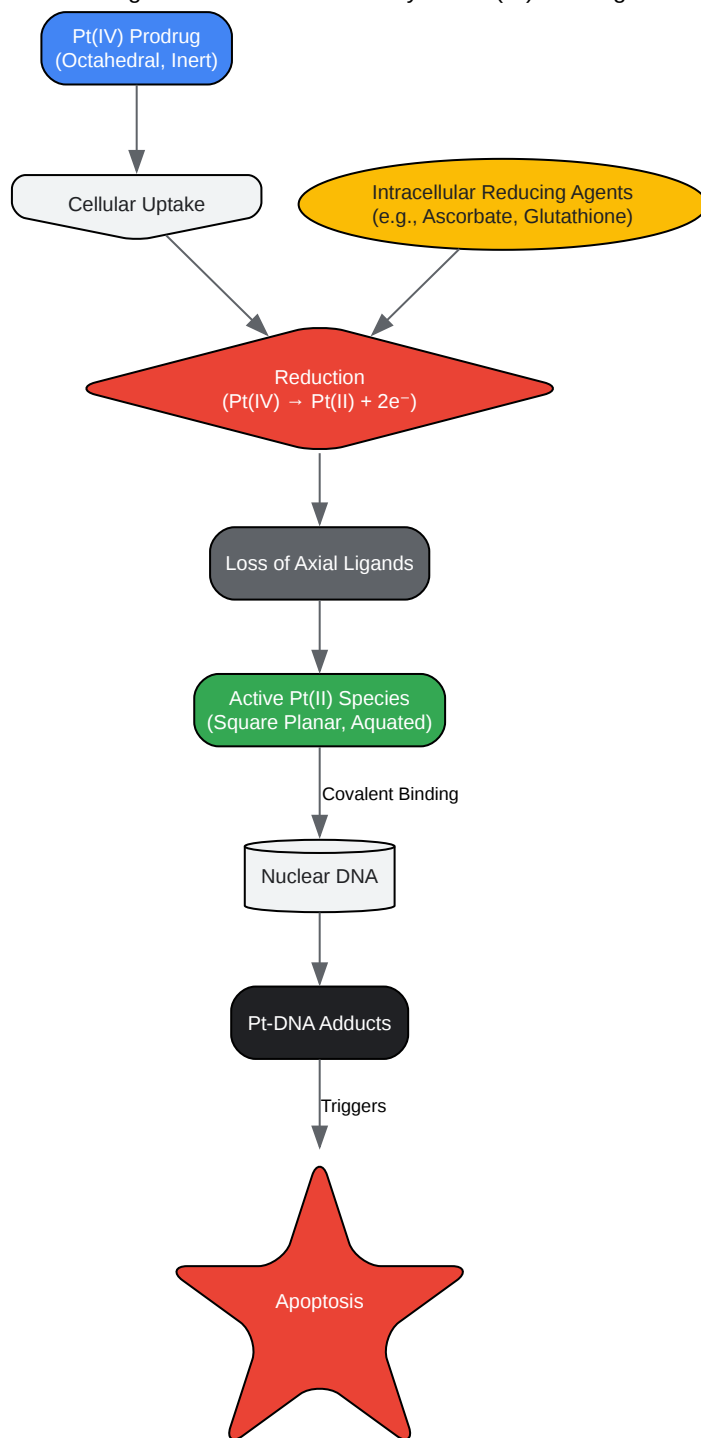 Pt(IV) Prodrug
(Octahedral, Inert)
Cellular Uptake
Intracellular Reducing Agents
(e.g., Ascorbate, Glutathione)
Reduction
(Pt(IV) → Pt(II) + 2e⁻)
Loss of Axial Ligands
Active Pt(II) Species
(Square Planar, Aquated)
Covalent Binding
Nuclear DNA
Pt-DNA Adducts
Triggers
Apoptosis